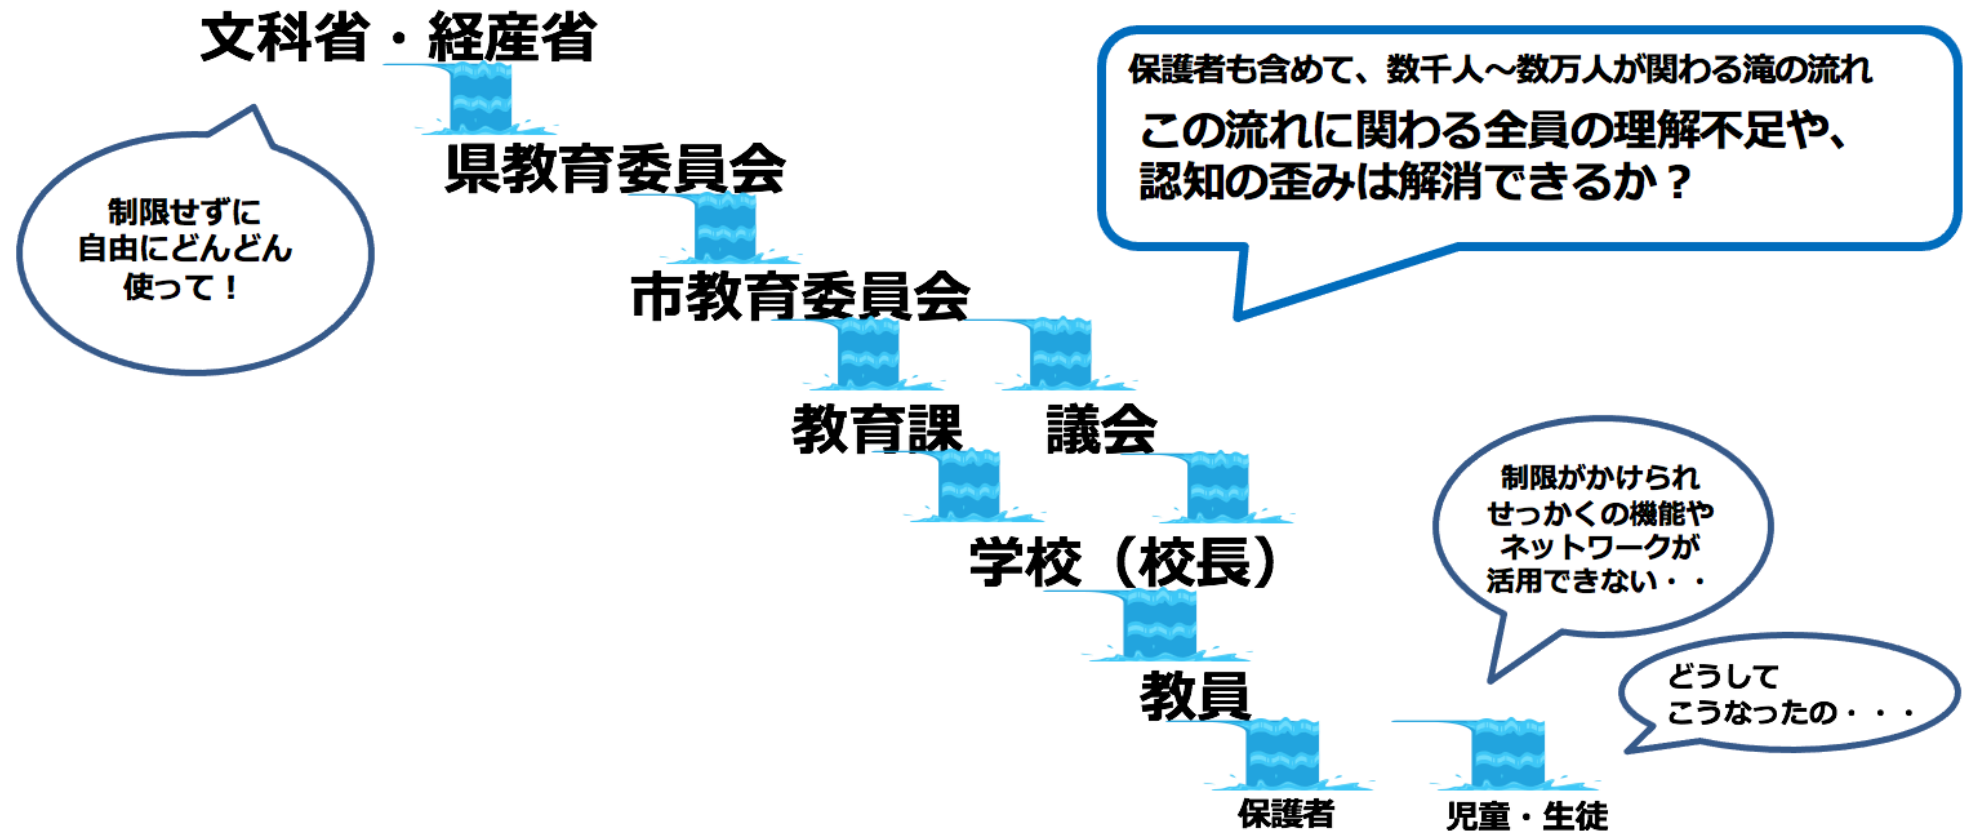 文科省・経産省
保護者も含めて、数千人～数万人が関わる滝の流れ
この流れに関わる全員の理解不足や、
認知の歪みは解消できるか？
県教育委員会
制限せずに
自由にどんどん
使って！
市教育委員会
教育課
議会
制限がかけられ
せっかくの機能や
ネットワークが
活用できない・・
学校（校長）
教員
どうして
こうなったの・・・
保護者
児童・生徒